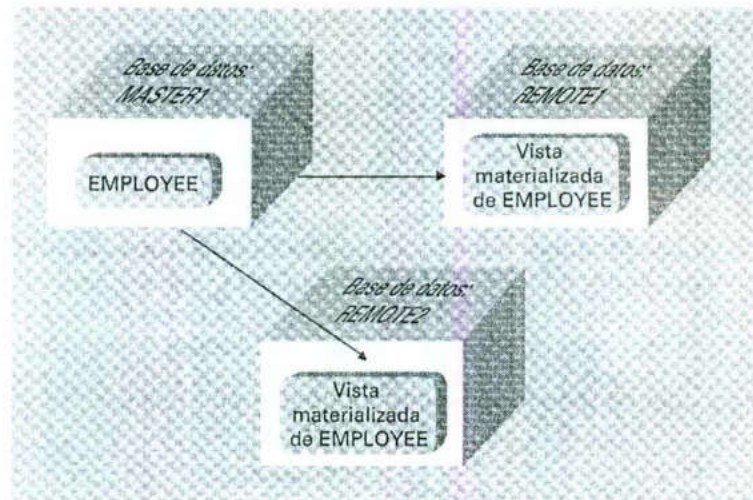 Base de datos:
MASTER1
EMPLOYEE
Base de datos:
REMOTE1
Vista
materializada
de EMPLOYEE
Base de datos:
REMOTE2
Vista
materializada
de EMPLOYEE